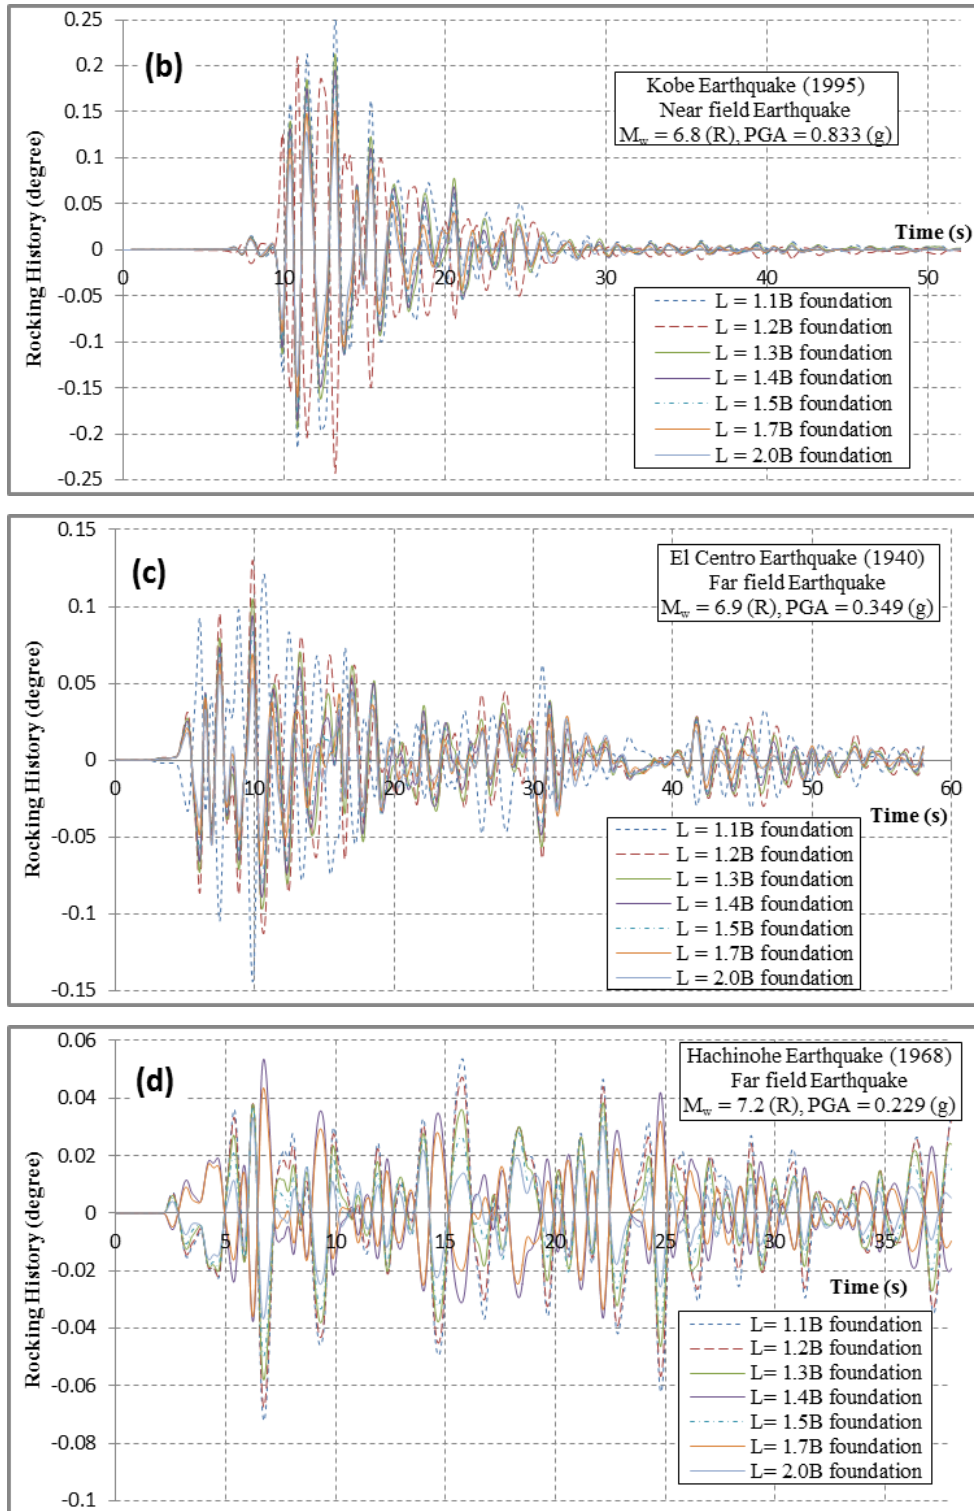 0.25
(b)
0.2
Kobe Earthquake (1995)
Near field Earthquake
0.15
M_w = 6.8 (R), PGA = 0.833 (g)
0.1
0.05
Time (s)
0
0 10 20 30 40 50
Rocking History (degree)
-0.05
L = 1.1B foundation
L = 1.2B foundation
-0.1
L = 1.3B foundation
L = 1.4B foundation
-0.15
L = 1.5B foundation
-0.2
L = 1.7B foundation
L = 2.0B foundation
-0.25
0.15
(c)
El Centro Earthquake (1940)
Far field Earthquake
0.1
M_w = 6.9 (R), PGA = 0.349 (g)
0.05
0
0 10 20 30 40 50 60
Rocking History (degree)
Time (s)
-0.05
L = 1.1B foundation
L = 1.2B foundation
L = 1.3B foundation
-0.1
L = 1.4B foundation
L = 1.5B foundation
L = 1.7B foundation
-0.15
L = 2.0B foundation
0.06
(d)
Hachinohe Earthquake (1968)
Far field Earthquake
0.04
M_w = 7.2 (R), PGA = 0.229 (g)
0.02
0
0 5 10 15 20 25 30 35
Rocking History (degree)
-0.02
Time (s)
-0.04
L= 1.1B foundation
L= 1.2B foundation
-0.06
L= 1.3B foundation
L= 1.4B foundation
-0.08
L= 1.5B foundation
L= 1.7B foundation
-0.1
L= 2.0B foundation